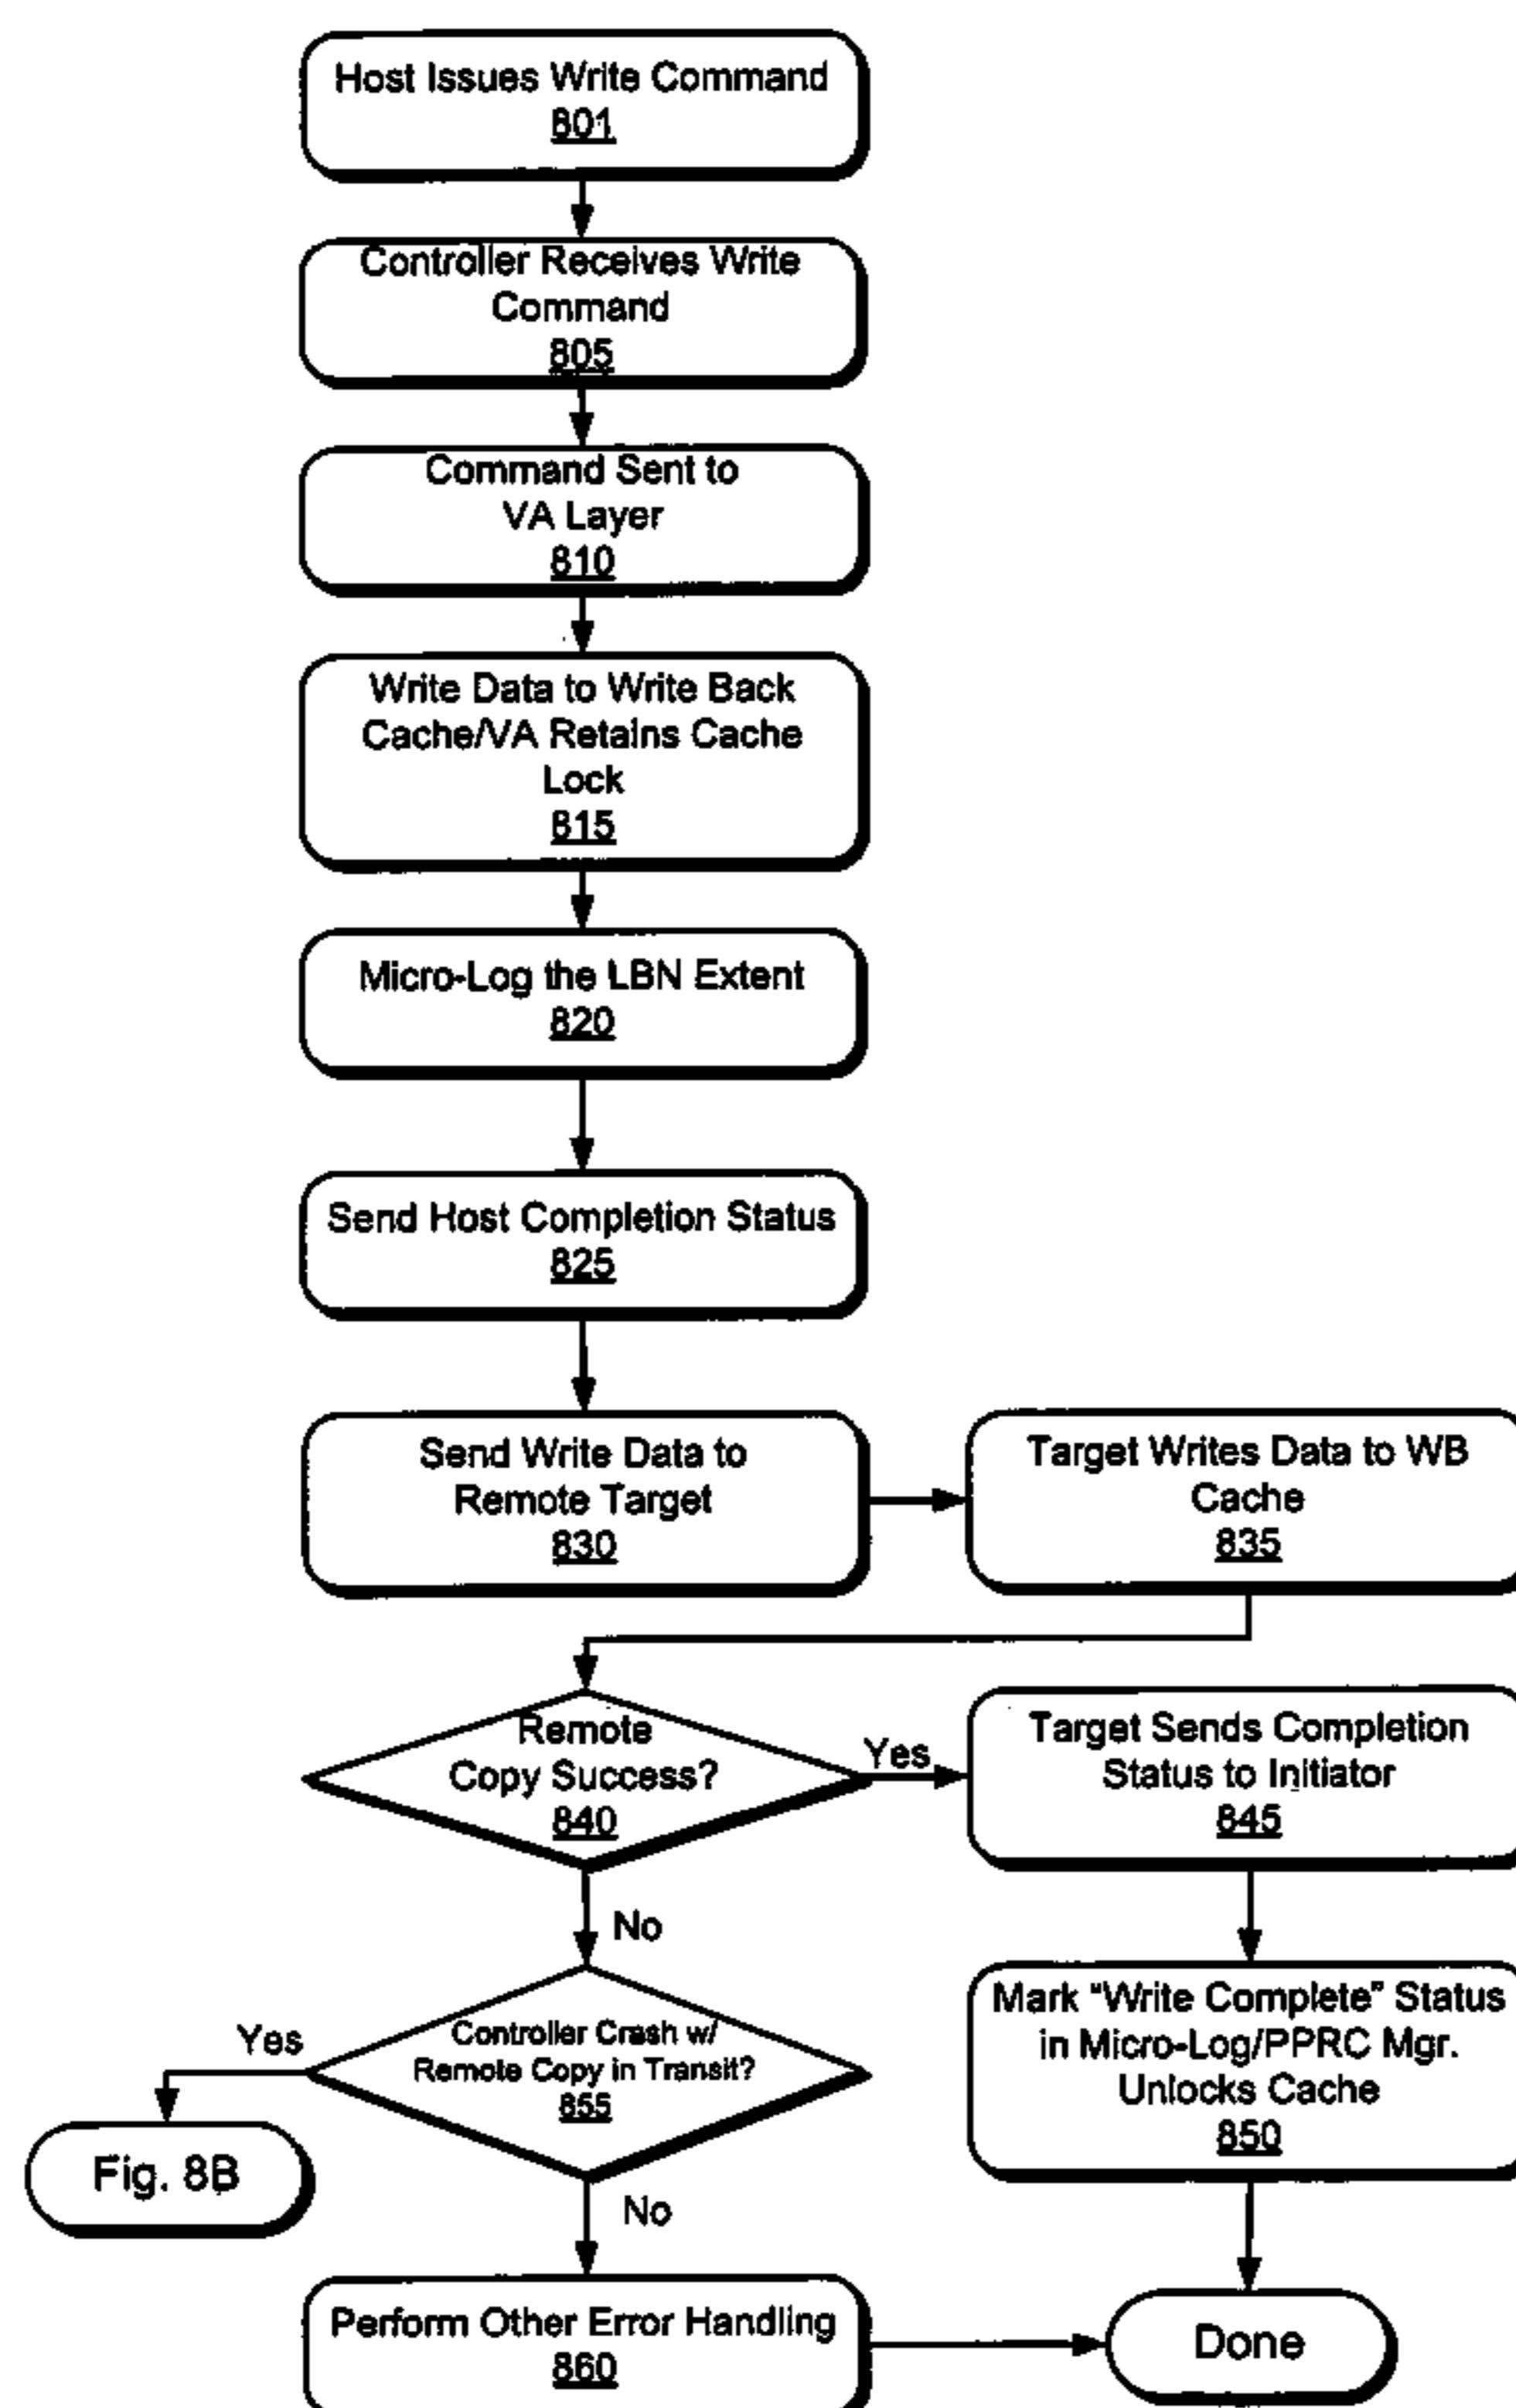 Host Issues Write Command
801
Controller Receives Write
Command
805
Command Sent to
VA Layer
810
Write Data to Write Back
Cache/VA Retains Cache
Lock
815
Micro-Log the LBN Extent
820
Send Host Completion Status
825
Send Write Data to
Remote Target
830
Target Writes Data to WB
Cache
835
Remote
Copy Success?
840
Yes
Target Sends Completion
Status to Initiator
845
No
Mark "Write Complete" Status
in Micro-Log/PPRC Mgr.
Unlocks Cache
850
Controller Crash w/
Remote Copy in Transit?
855
Yes
Fig. 8B
No
Perform Other Error Handling
860
Done